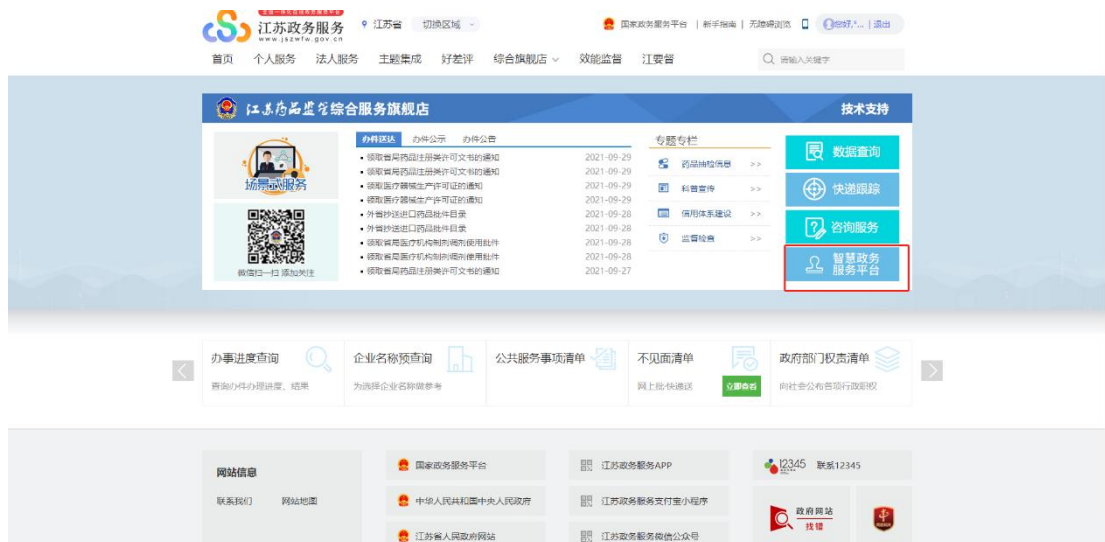 全国一体化在线政务服务平台
江苏政务服务
www.jszwfw.gov.cn
江苏省 切换区域
国家政务服务平台 | 新手指南 | 无障碍浏览 您好,*... | 退出
首页 个人服务 法人服务 主题集成 好差评 综合旗舰店 效能监督 江要督
请输入关键字
江苏药品监管综合服务旗舰店
技术支持
场景式服务
微信扫一扫 添加关注
办件送达 办件公示 办件公告
领取省局药品注册类许可文书的通知 2021-09-29
领取省局药品注册类许可文书的通知 2021-09-29
领取医疗器械生产许可证的通知 2021-09-29
领取医疗器械生产许可证的通知 2021-09-29
外省抄送进口药品批件目录 2021-09-28
外省抄送进口药品批件目录 2021-09-28
领取省局医疗机构制剂调剂使用批件 2021-09-28
领取省局医疗机构制剂调剂使用批件 2021-09-28
领取省局药品注册类许可文书的通知 2021-09-27
专题专栏
药品抽检信息 >>
科普宣传 >>
信用体系建设 >>
监督检查 >>
数据查询
快递跟踪
咨询服务
智慧政务
服务平台
办事进度查询
查询办件办理进度、结果
企业名称预查询
为选择企业名称做参考
公共服务事项清单
不见面清单
网上批·快递送
立即查看
政府部门权责清单
向社会公布各项行政职权
网站信息
联系我们 网站地图
国家政务服务平台
中华人民共和国中央人民政府
江苏省人民政府网站
江苏政务服务APP
江苏政务服务支付宝小程序
江苏政务服务微信公众号
12345 联系12345
政府网站
找错